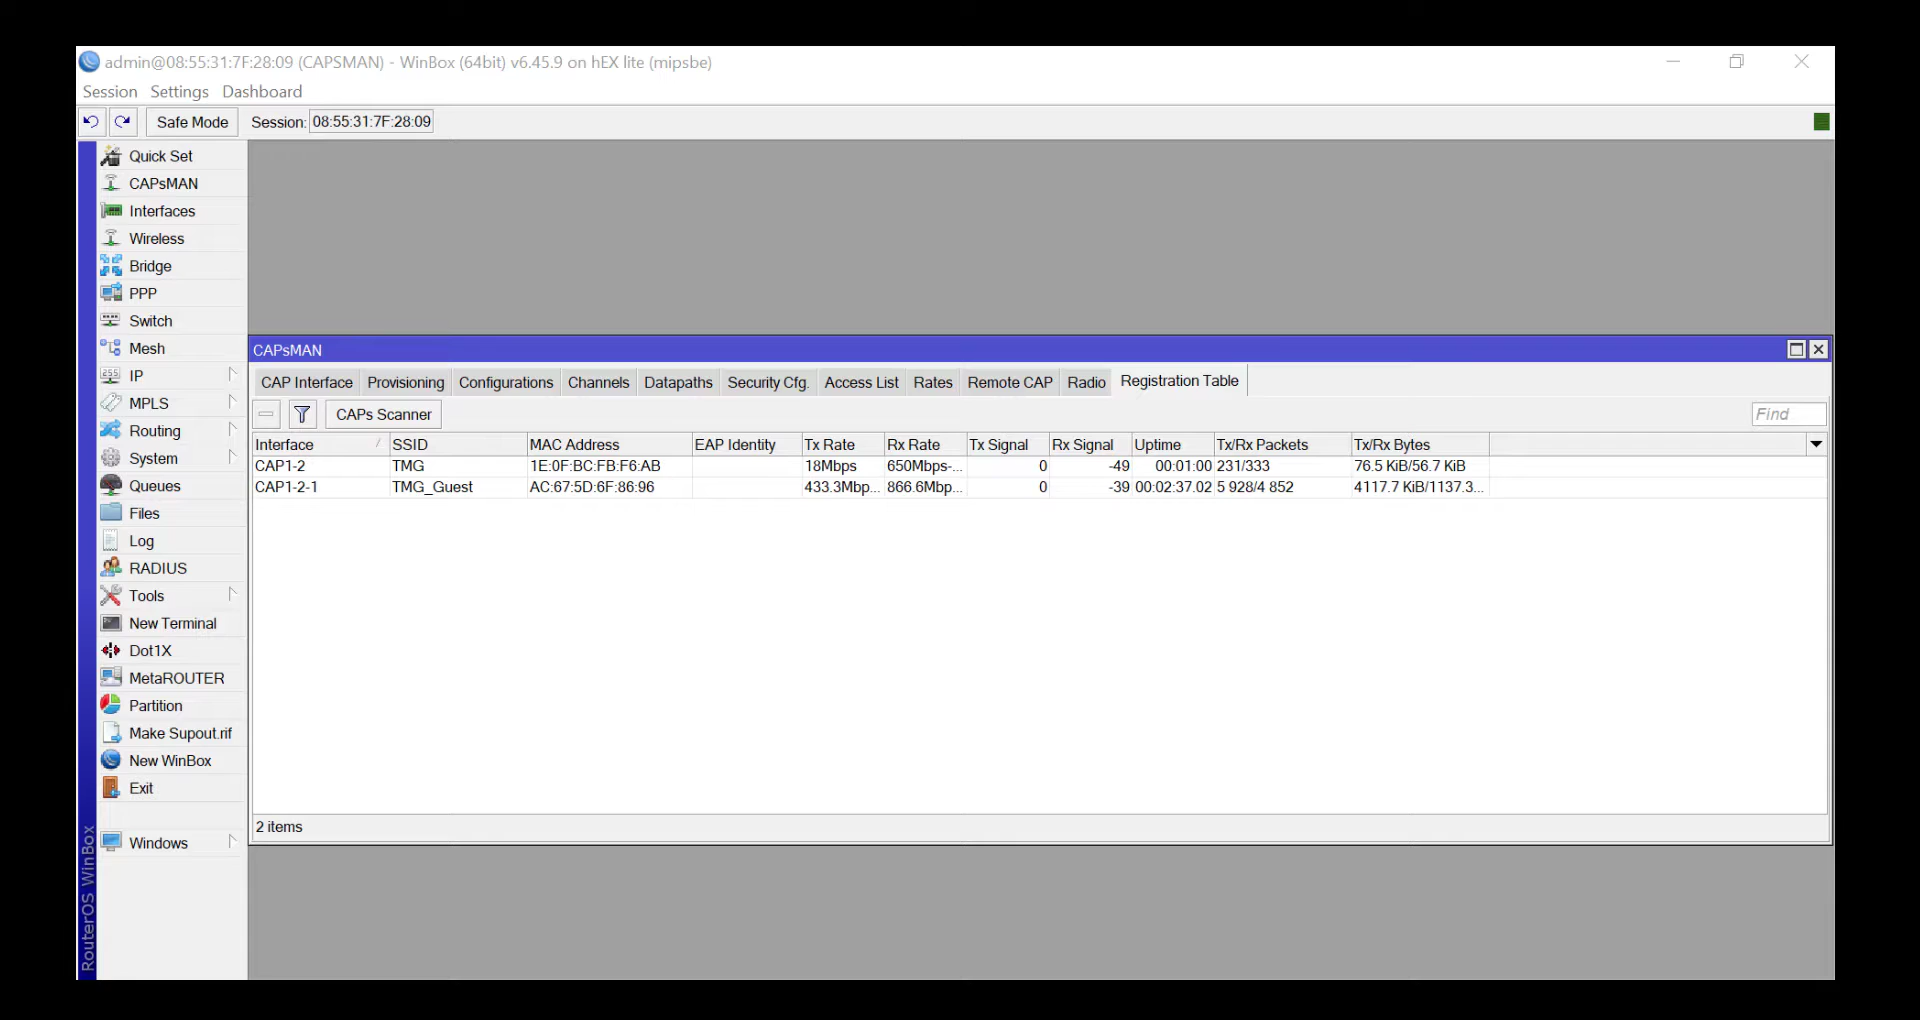 admin@08:55:31:7F:28:09 (CAPSMAN) - WinBox (64bit) v6.45.9 on hEX lite (mipsbe)
Session Settings Dashboard
Safe Mode Session: 08:55:31:7F:28:09
Quick Set
CAPsMAN
Interfaces
Wireless
Bridge
PPP
Switch
Mesh
IP
MPLS
Routing
System
Queues
Files
Log
RADIUS
Tools
New Terminal
Dot1X
MetaROUTER
Partition
Make Supout.rif
New WinBox
Exit
Windows
RouterOS WinBox
CAPsMAN
CAP Interface Provisioning Configurations Channels Datapaths Security Cfg. Access List Rates Remote CAP Radio Registration Table
CAPs Scanner Find
Interface SSID MAC Address EAP Identity Tx Rate Rx Rate Tx Signal Rx Signal Uptime Tx/Rx Packets Tx/Rx Bytes
CAP1-2 TMG 1E:0F:BC:FB:F6:AB 18Mbps 650Mbps-... 0 -49 00:01:00 231/333 76.5 KiB/56.7 KiB
CAP1-2-1 TMG_Guest AC:67:5D:6F:86:96 433.3Mbp... 866.6Mbp... 0 -39 00:02:37.02 5 928/4 852 4117.7 KiB/1137.3...
2 items